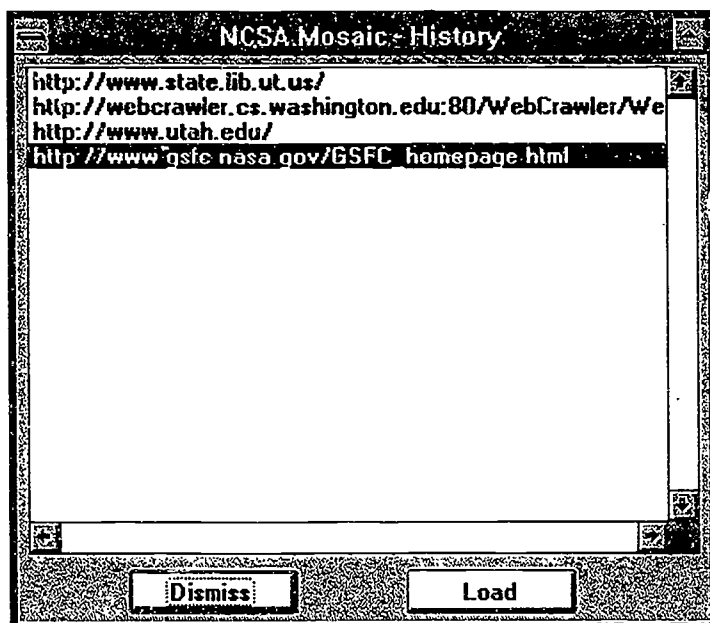 NCSA Mosaic - History
http://www.state.lib.ut.us/
http://webcrawler.cs.washington.edu:80/WebCrawler/We
http://www.utah.edu/
http://www.gsfc.nasa.gov/GSFC_homepage.html
Dismiss Load